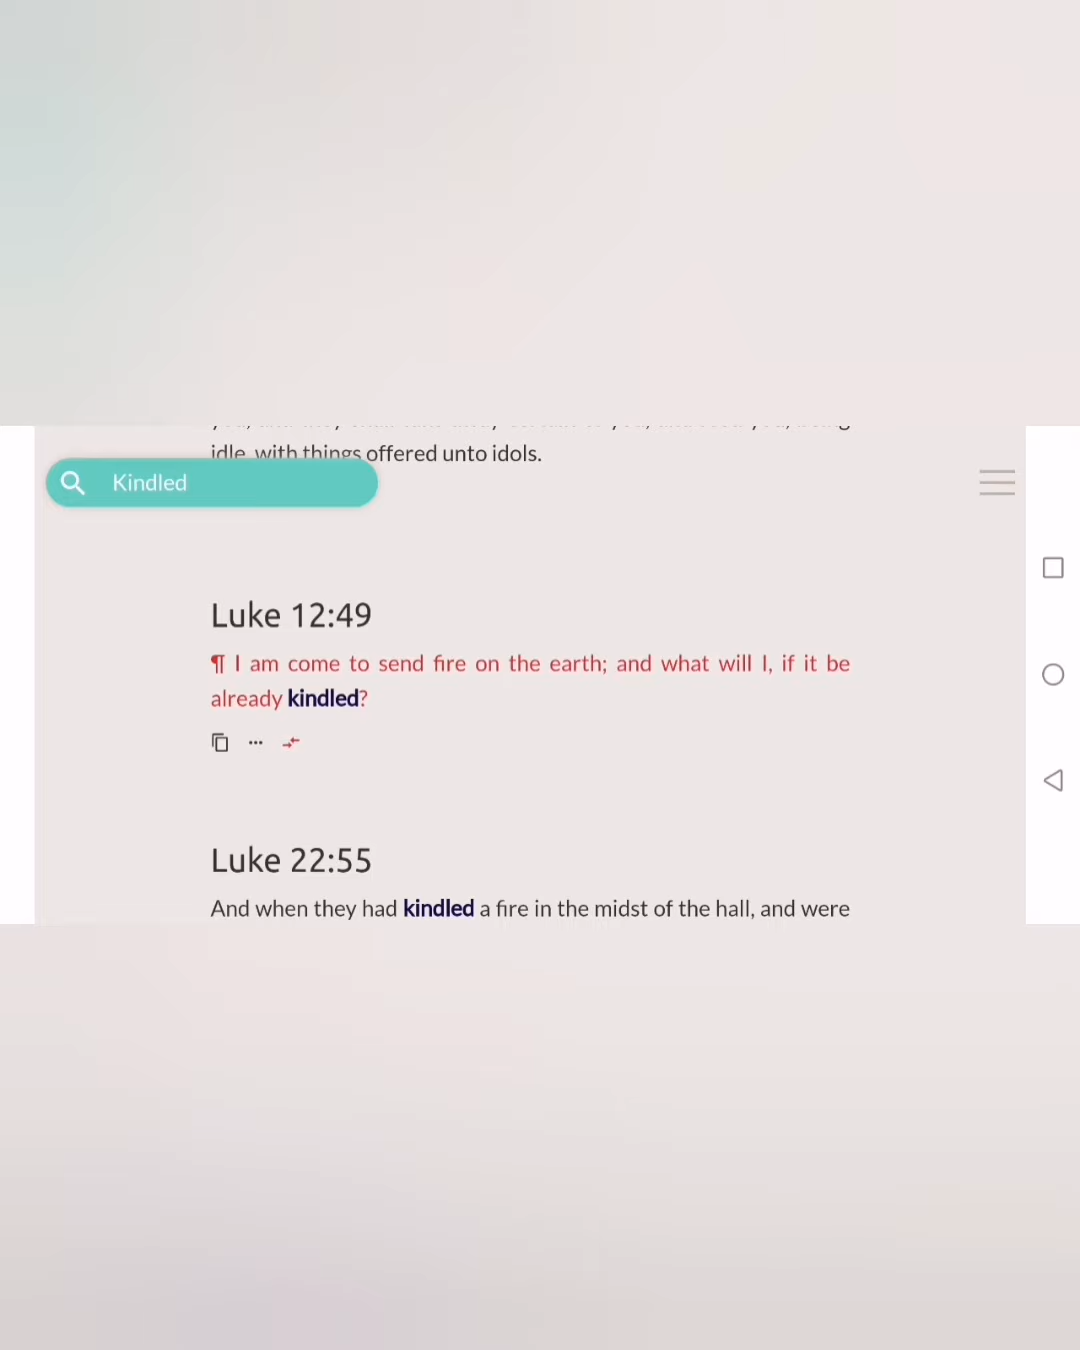 idle, with things offered unto idols.
Kindled
Luke 12:49
¶ I am come to send fire on the earth; and what will I, if it be
already kindled?
Luke 22:55
And when they had kindled a fire in the midst of the hall, and were